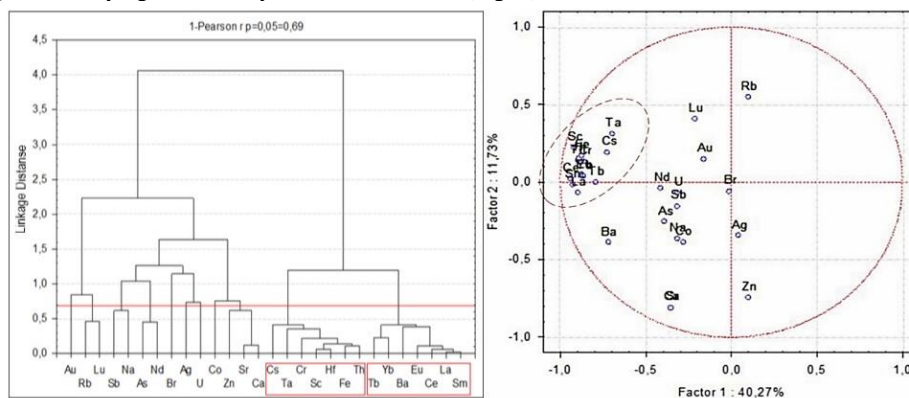 1-Pearson r p=0,05=0,69
4,5
4,0
3,5
3,0
2,5
2,0
1,5
1,0
0,5
0,0
Linkage Distanse
Au Lu Na Nd Ag Co Sr Cs Cr Hf Th Yb Eu La
Rb Sb As Br U Zn Ca Ta Sc Fe Tb Ba Ce Sm
1,0
0,5
0,0
-0,5
-1,0
Factor 2 : 11,73%
Rb
Lu
Ta
Sc
Cs
Au
Tb
Nd U
Br
Sb
As
Na
Co
Ba
Ag
Zn
-1,0 -0,5 0,0 0,5 1,0
Factor 1 : 40,27%